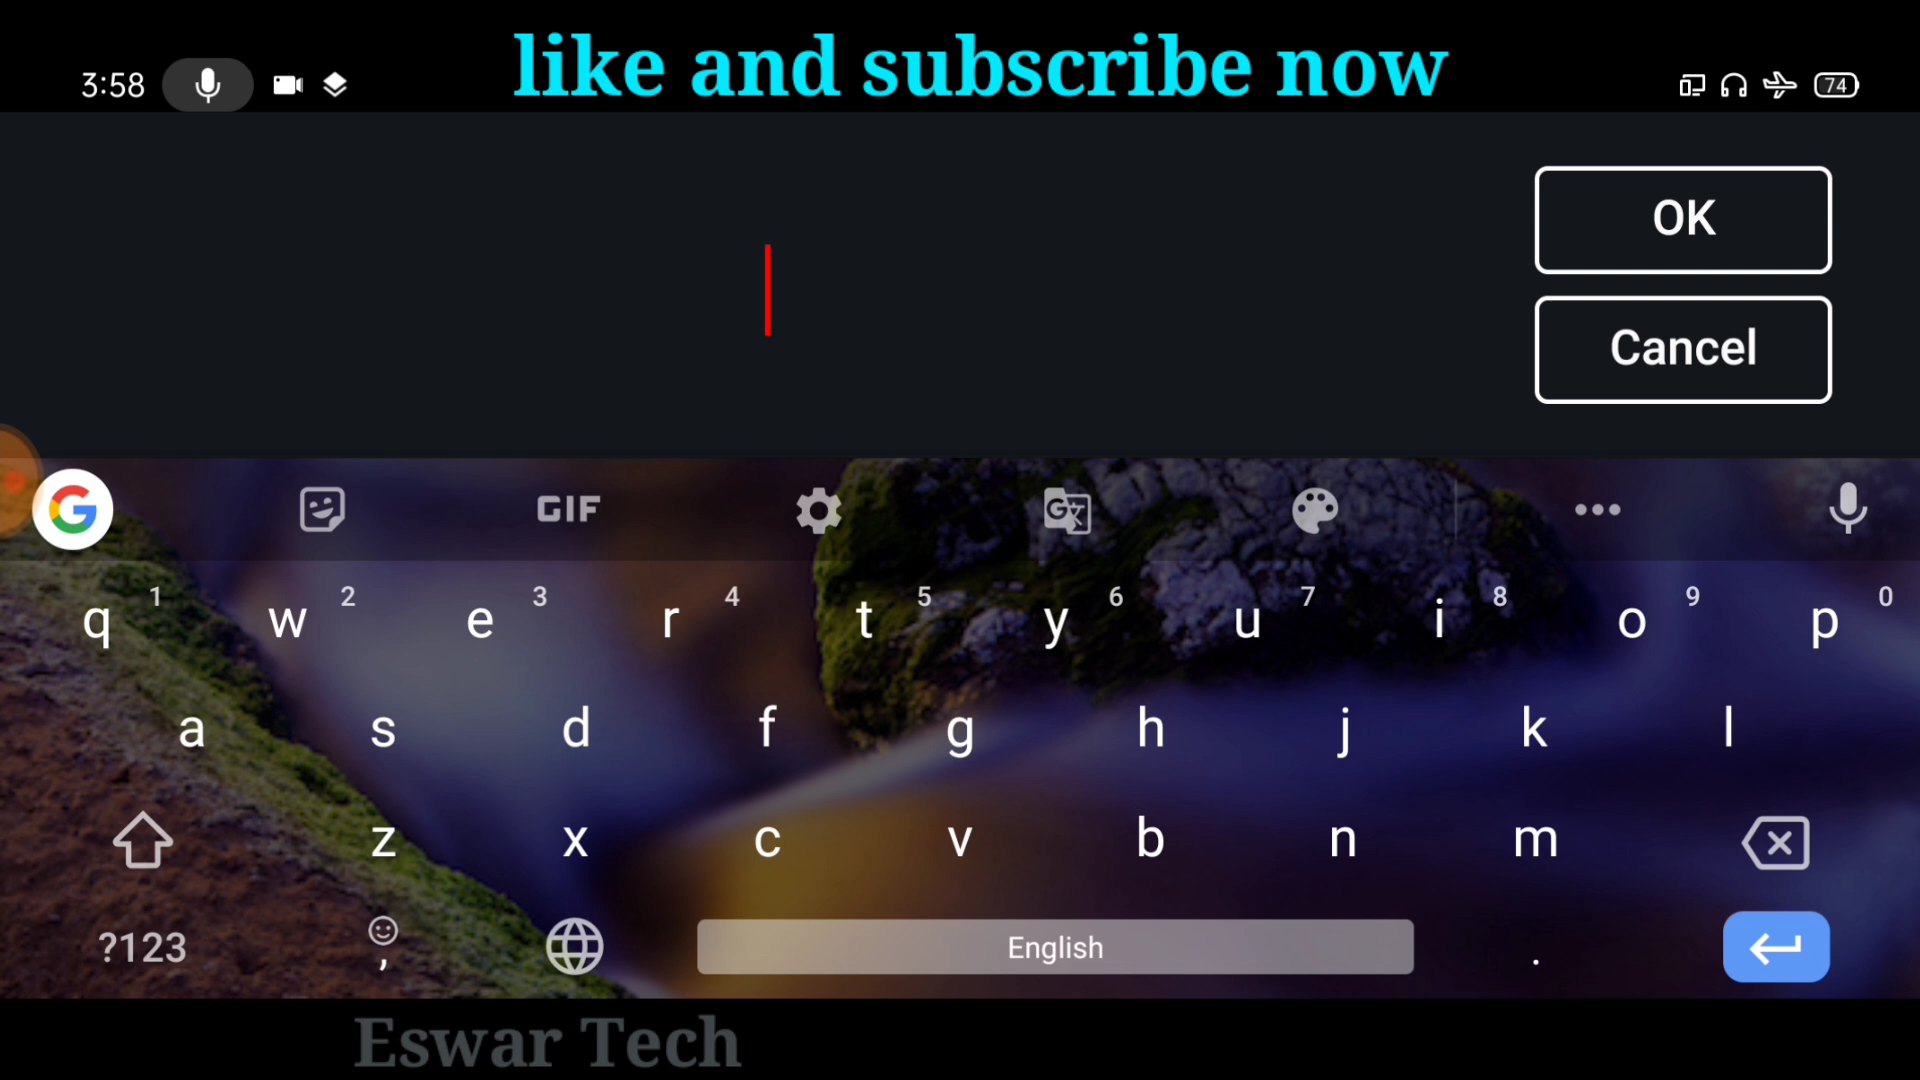 like and subscribe now
3:58
74
OK
Cancel
G
GIF
G
q 1 w 2 e 3 r 4 t 5 y 6 u 7 i 8 o 9 p 0
a s d f g h j k l
z x c v b n m
?123 , English .
Eswar Tech